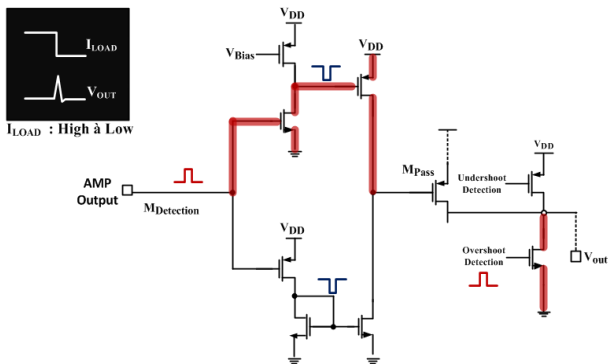 I_LOAD
V_OUT
I_LOAD : High à Low
V_DD
V_Bias
V_DD
AMP
Output
M_Detection
V_DD
M_Pass
V_DD
Undershoot
Detection
Overshoot
Detection
V_out